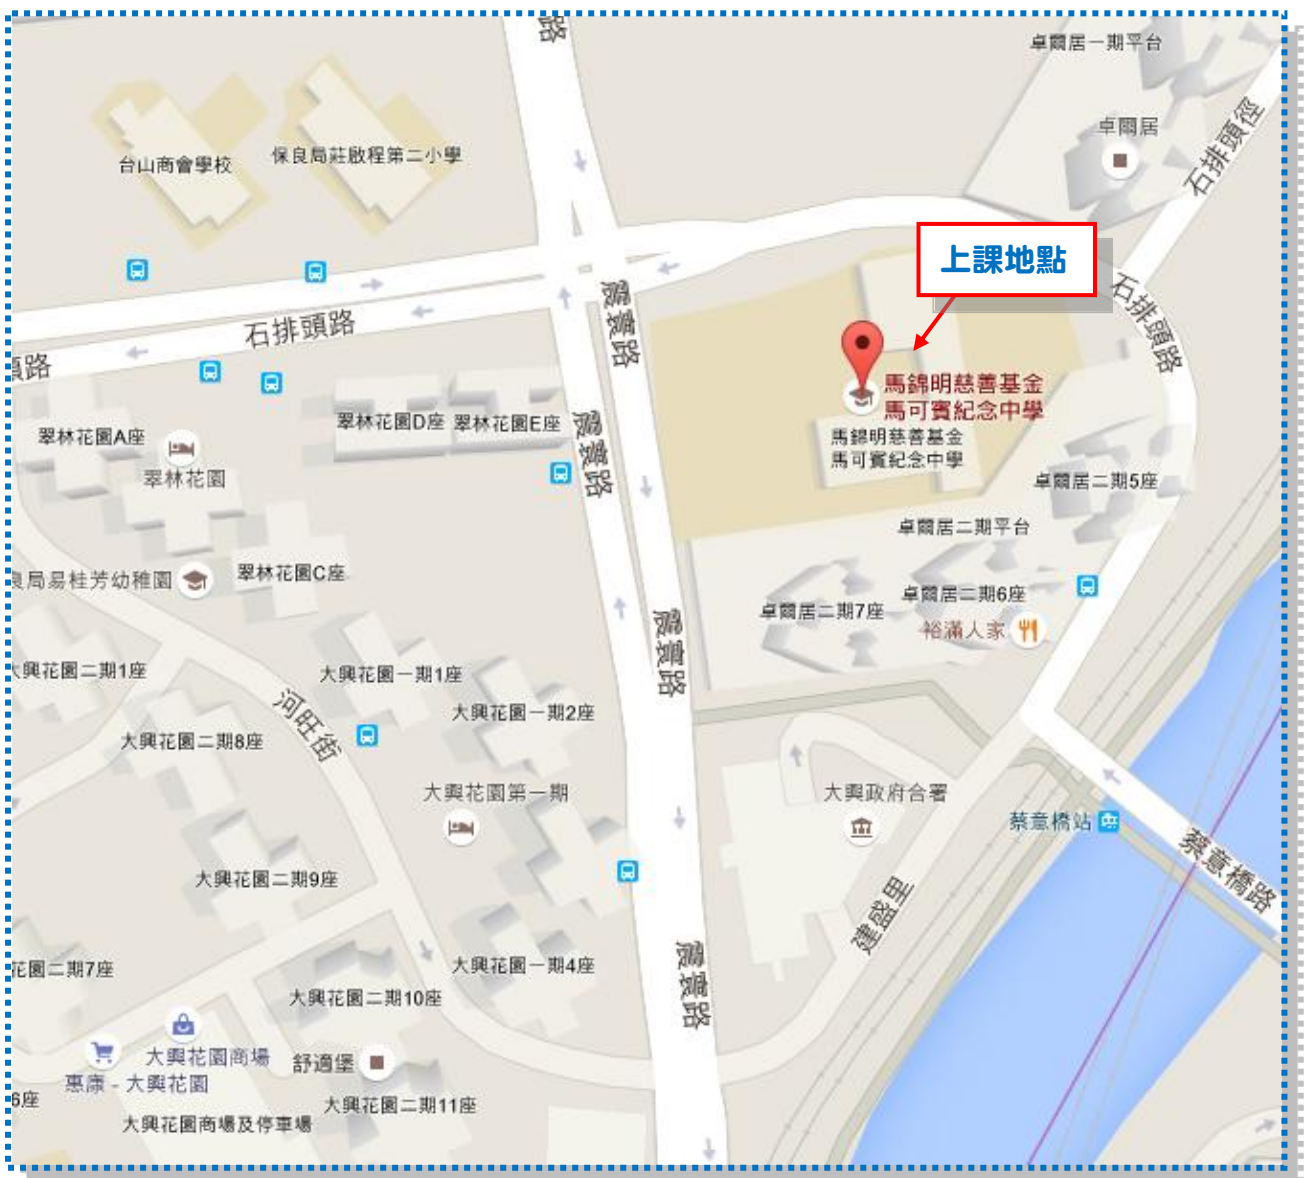 路
卓爾居一期平台
卓爾居
石排頭徑
台山商會學校
保良局莊啟程第二小學
上課地點
石排頭路
石排頭路
震寰路
頭路
馬錦明慈善基金
馬可賓紀念中學
馬錦明慈善基金
馬可賓紀念中學
翠林花園A座
翠林花園D座
翠林花園E座
震寰路
翠林花園
卓爾居二期5座
卓爾居二期平台
良局易桂芳幼稚園
翠林花園C座
卓爾居二期7座
卓爾居二期6座
裕滿人家
震寰路
大興花園二期1座
大興花園一期1座
河旺街
大興花園一期2座
大興花園二期8座
大興花園第一期
大興政府合署
蔡意橋站
蔡意橋路
大興花園二期9座
建盛里
花園二期7座
大興花園一期4座
震寰路
大興花園二期10座
大興花園商場
舒適堡
惠康 - 大興花園
6座
大興花園二期11座
大興花園商場及停車場